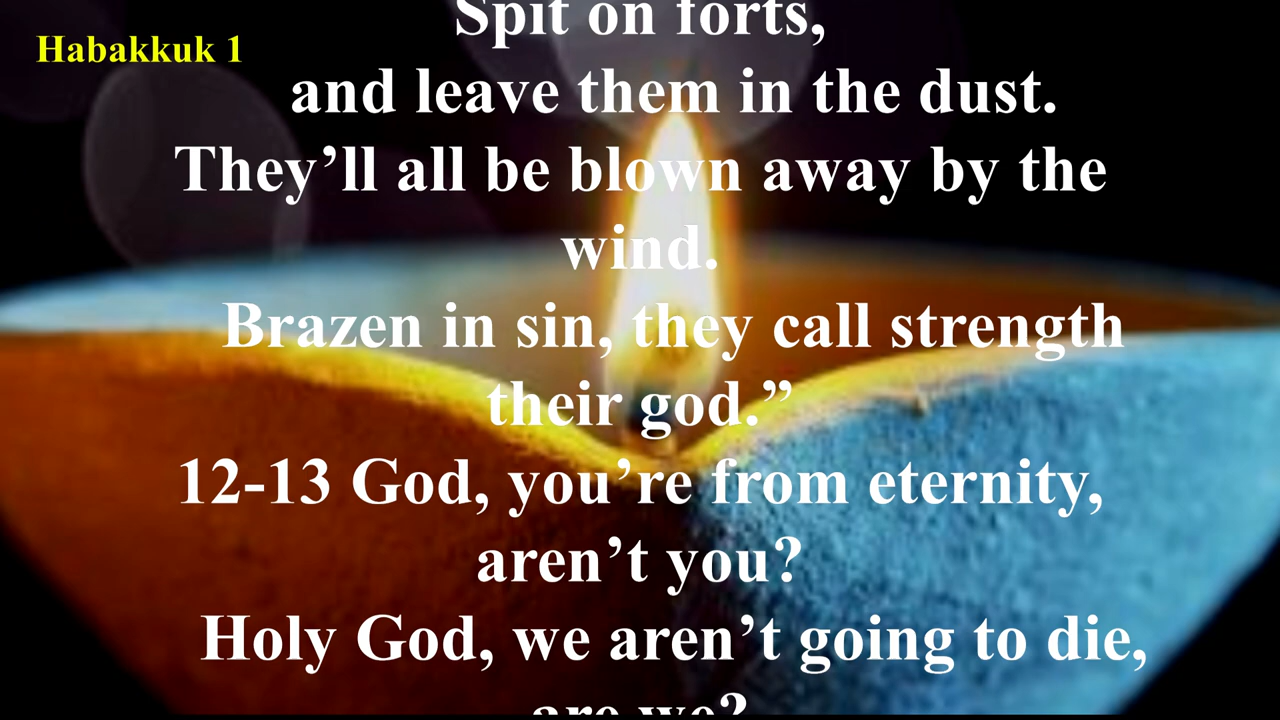 Spit on forts,
Habakkuk 1
and leave them in the dust.
They’ll all be blown away by the
wind.
Brazen in sin, they call strength
their god.”
12-13 God, you’re from eternity,
aren’t you?
Holy God, we aren’t going to die,
are we?